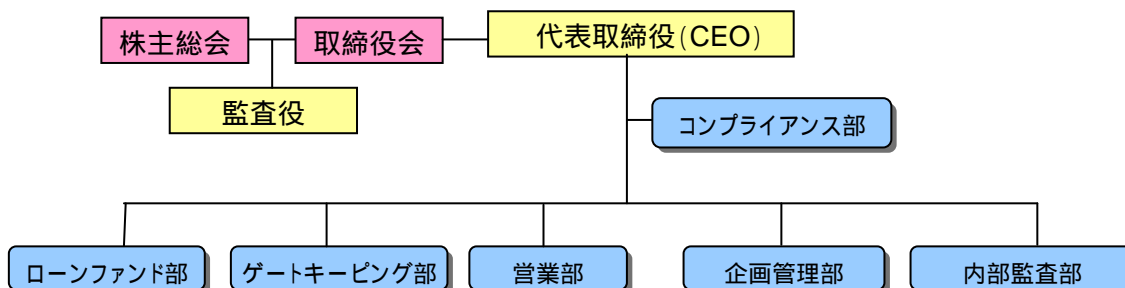 株主総会
取締役会
代表取締役(CEO)
監査役
コンプライアンス部
ローンファンド部
ゲートキーピング部
営業部
企画管理部
内部監査部